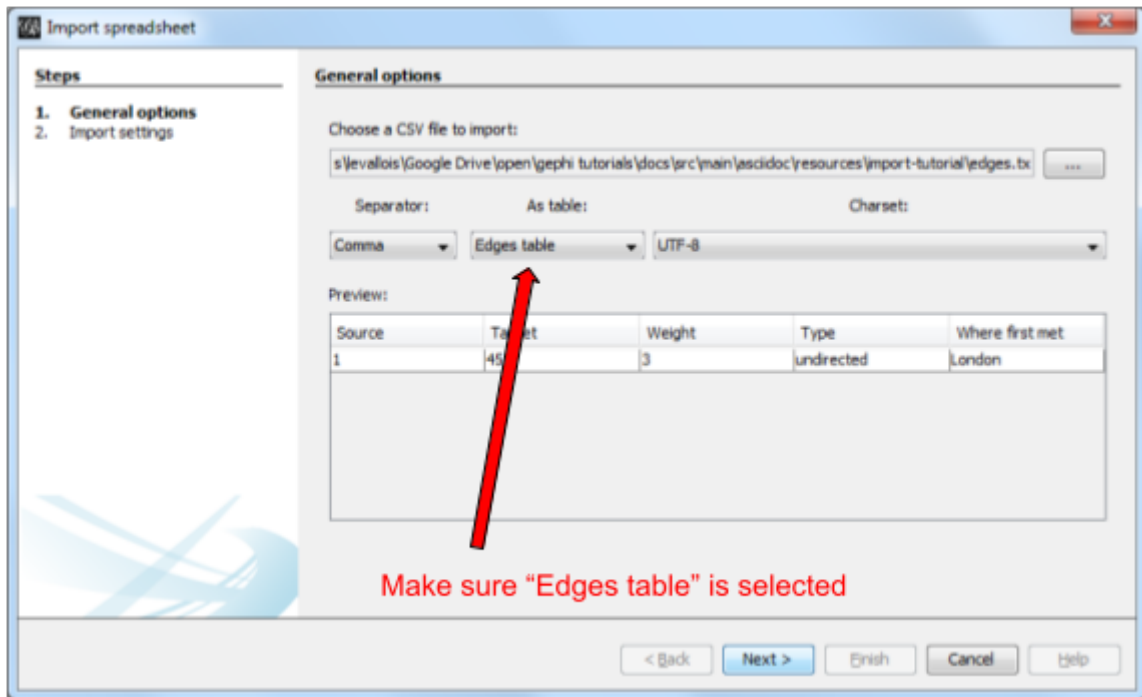 Import spreadsheet
Steps
1. General options
2. Import settings
General options
Choose a CSV file to import:
s\levallois\Google Drive\open\gephi tutorials\docs\src\main\asciidoc\resources\import-tutorial\edges.tx ...
Separator: As table: Charset:
Comma Edges table UTF-8
Preview:
Source Target Weight Type Where first met
1 45 3 undirected London
Make sure “Edges table” is selected
< Back Next > Finish Cancel Help